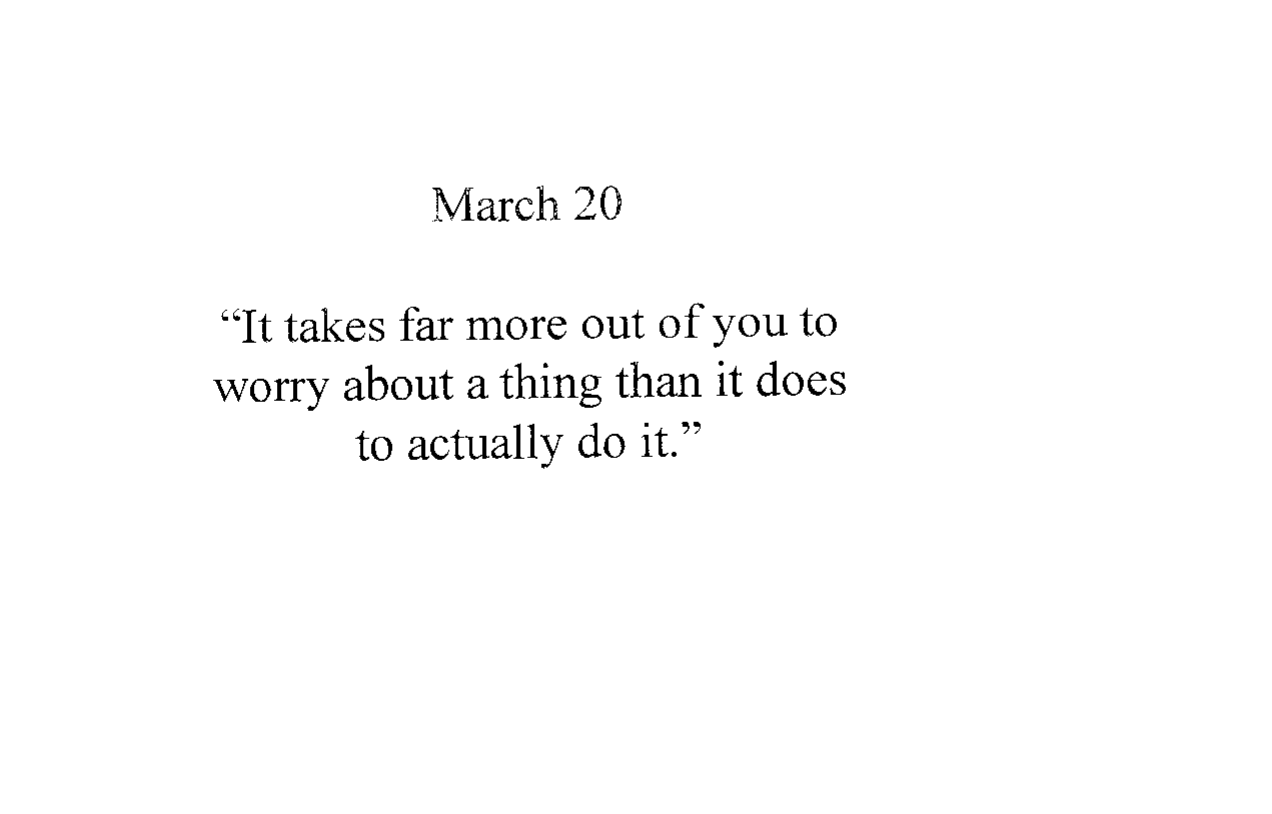 March 20
“It takes far more out of you to
worry about a thing than it does
to actually do it.”